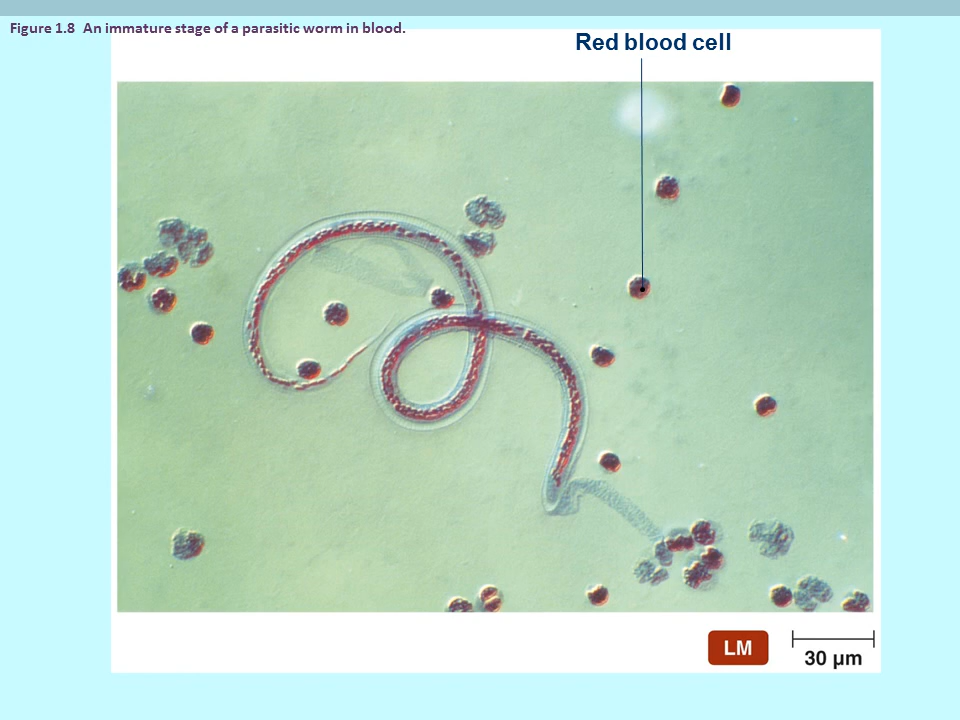 Figure 1.8  An immature stage of a parasitic worm in blood.
Red blood cell
LM
30 µm